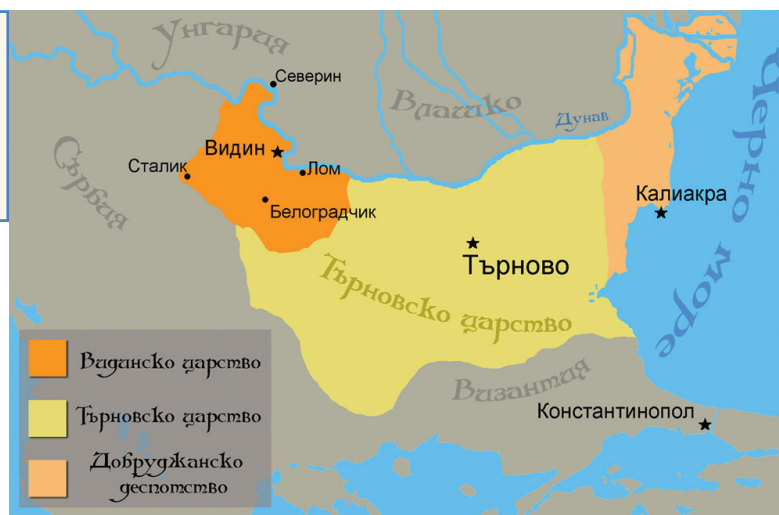 Унгария
Северин
Влашко
Дунав
Черно море
Сърбия
Видин
Сталик
Лом
Белоградчик
Калиакра
Търново
Търновско царство
Византия
Константинопол
Видинско царство
Търновско царство
Добруджанско
деспотство